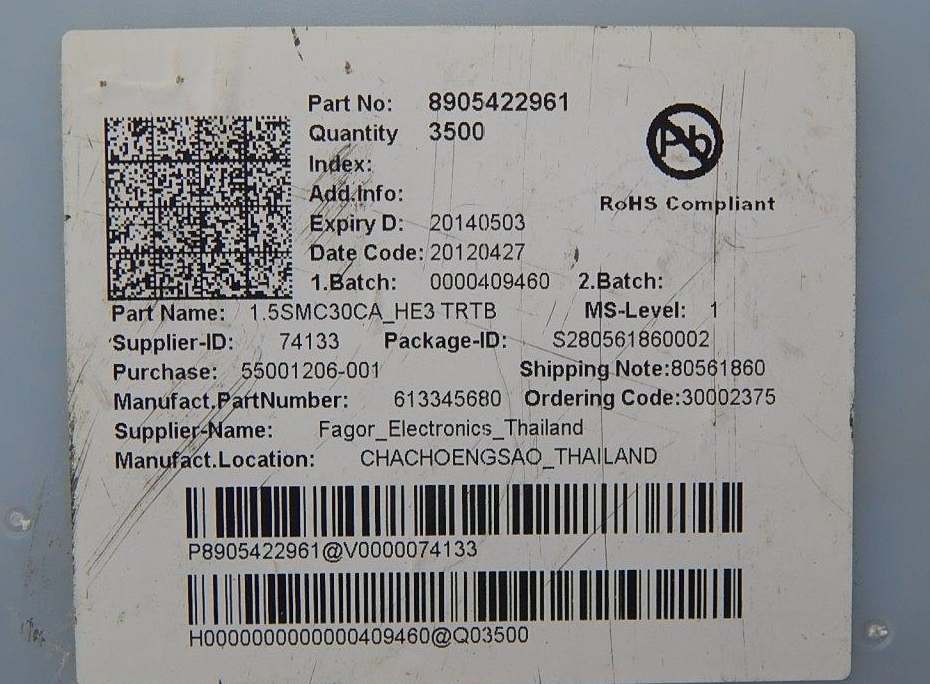 Part No: 8905422961
Quantity 3500
Index:
Add.Info:
Expiry D: 20140503
Date Code: 20120427
1.Batch: 0000409460 2.Batch:
Pb
RoHS Compliant
Part Name: 1.5SMC30CA_HE3 TRTB MS-Level: 1
Supplier-ID: 74133 Package-ID: S280561860002
Purchase: 55001206-001 Shipping Note:80561860
Manufact.PartNumber: 613345680 Ordering Code:30002375
Supplier-Name: Fagor_Electronics_Thailand
Manufact.Location: CHACHOENGSAO_THAILAND
P8905422961@V0000074133
H0000000000000409460@Q03500